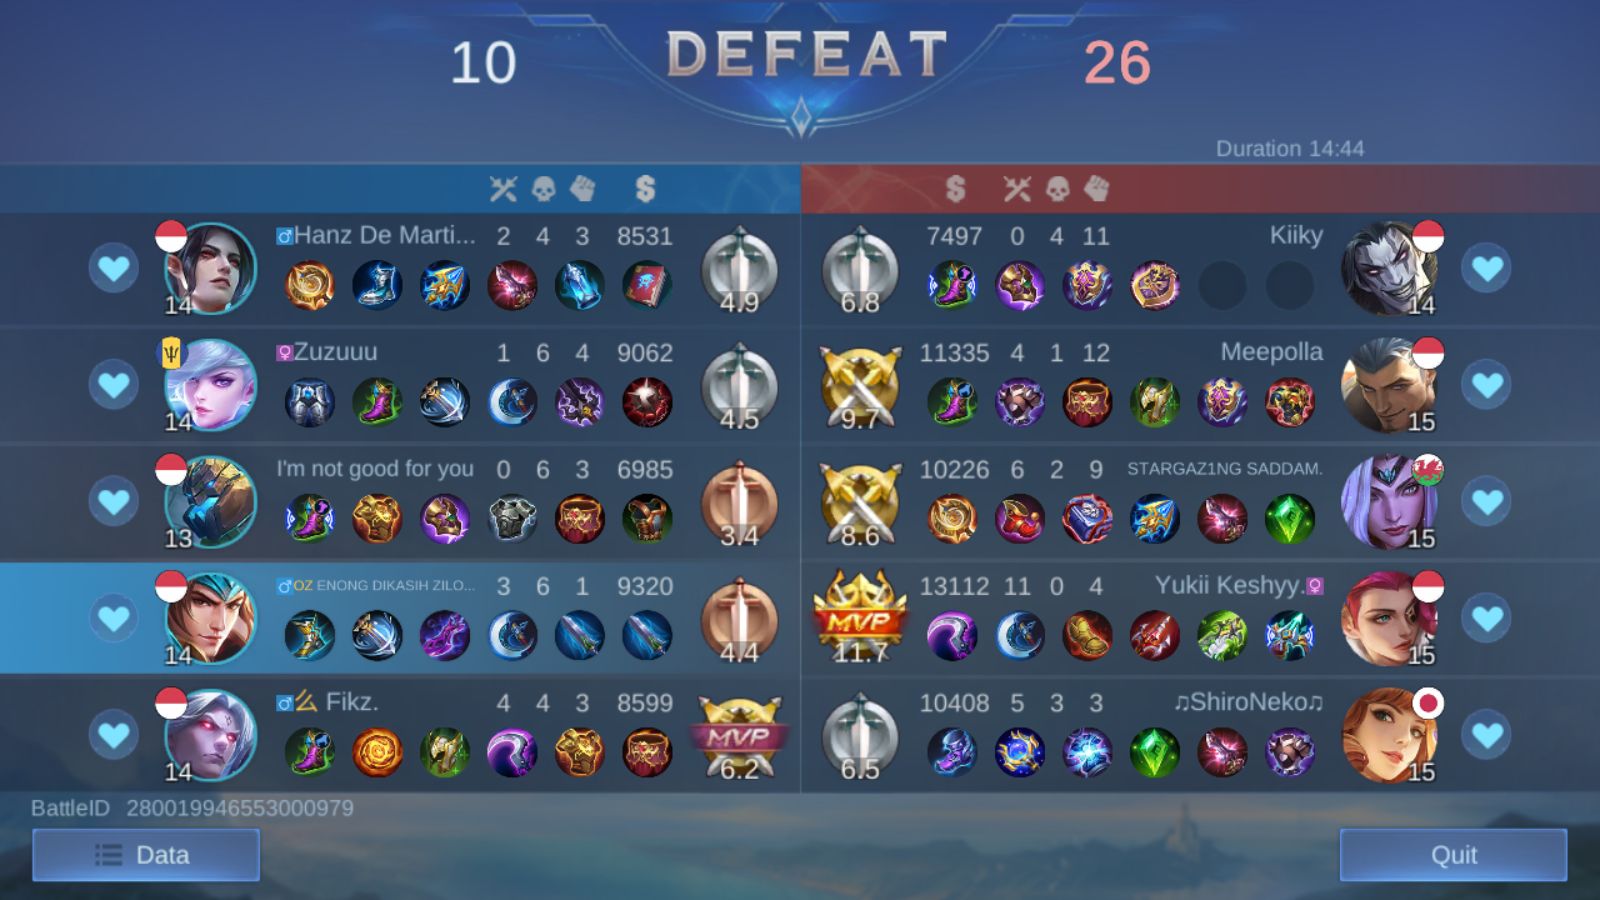 10 DEFEAT 26
Duration 14:44
Hanz De Marti... 2 4 3 8531 4.9 14
6.8 7497 0 4 11 Kiiky 14
Zuzuuu 1 6 4 9062 4.5 14
9.7 11335 4 1 12 Meepolla 15
I'm not good for you 0 6 3 6985 3.4 13
8.6 10226 6 2 9 STARGAZ1NG SADDAM. 15
OZ ENONG DIKASIH ZILO... 3 6 1 9320 4.4 14
MVP 11.7 13112 11 0 4 Yukii Keshyy. 15
么 Fikz. 4 4 3 8599 MVP 6.2 14
6.5 10408 5 3 3 ♫ShiroNeko♫ 15
BattleID 280019946553000979
Data
Quit